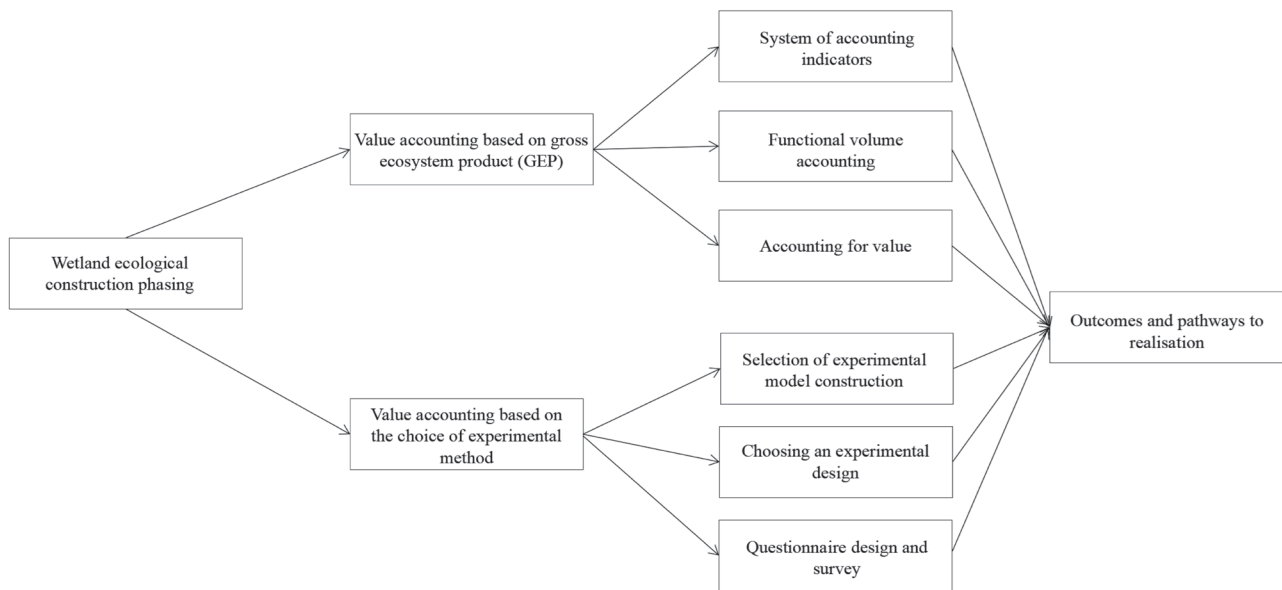 Wetland ecological
construction phasing
Value accounting based on gross
ecosystem product (GEP)
Value accounting based on
the choice of experimental
method
System of accounting
indicators
Functional volume
accounting
Accounting for value
Selection of experimental
model construction
Choosing an experimental
design
Questionnaire design and
survey
Outcomes and pathways to
realisation